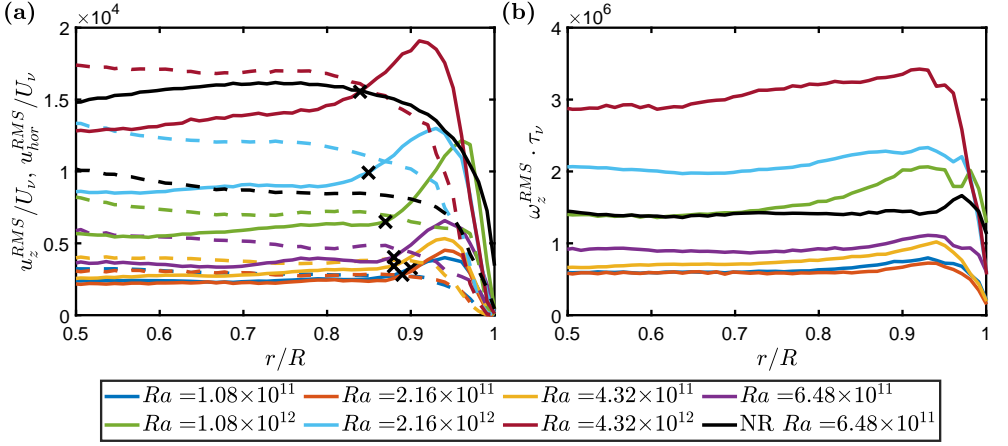 (a) (b)
×10⁴ ×10⁶
2 1.5 1 0.5 0
4 3 2 1 0
u_z^{RMS}/U_ν, u_{hor}^{RMS}/U_ν
ω_z^{RMS} · τ_ν
0.5 0.6 0.7 0.8 0.9 1
0.5 0.6 0.7 0.8 0.9 1
r/R r/R
Ra =1.08×10¹¹ Ra =2.16×10¹¹ Ra =4.32×10¹¹ Ra =6.48×10¹¹
Ra =1.08×10¹² Ra =2.16×10¹² Ra =4.32×10¹² NR Ra =6.48×10¹¹